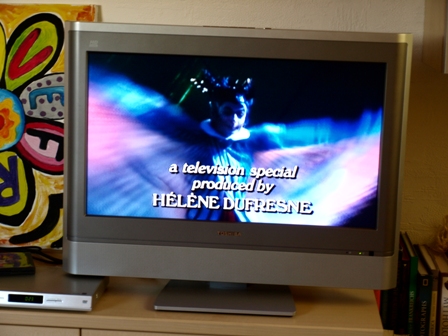 a television special
produced by
HÉLÈNE DUFRESNE